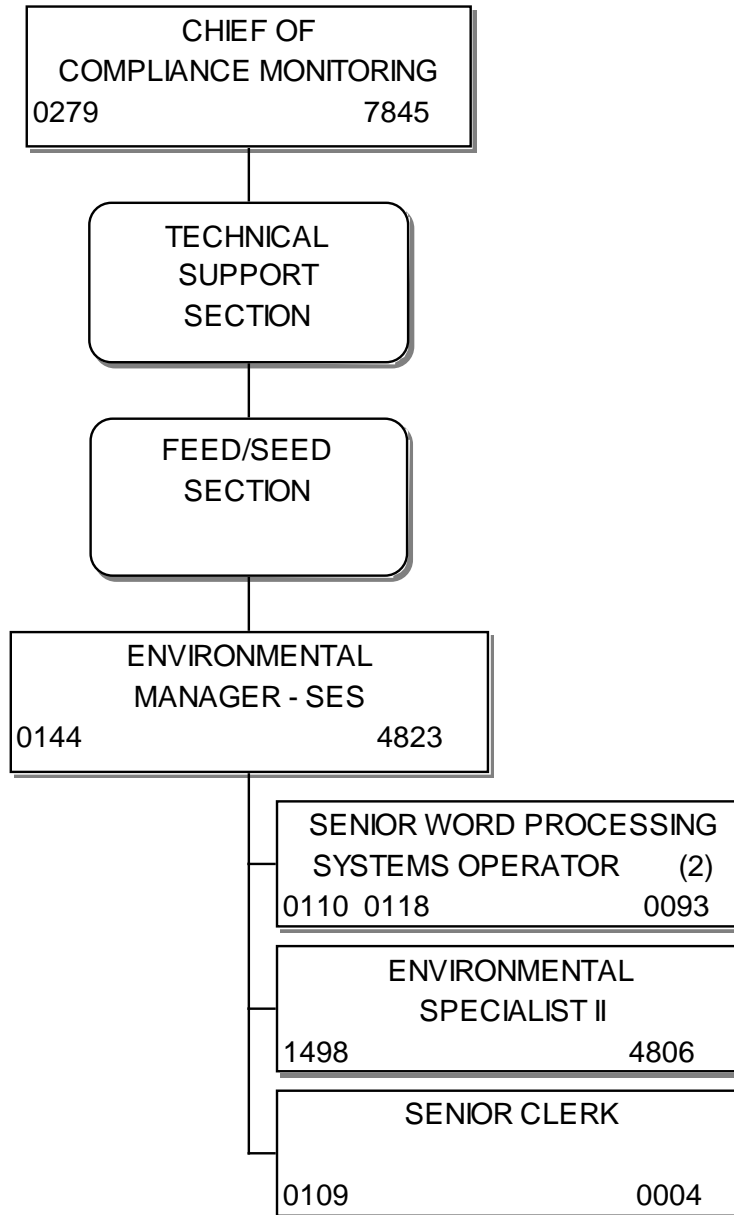 CHIEF OF
COMPLIANCE MONITORING
0279 7845
TECHNICAL
SUPPORT
SECTION
FEED/SEED
SECTION
ENVIRONMENTAL
MANAGER - SES
0144 4823
SENIOR WORD PROCESSING
SYSTEMS OPERATOR (2)
0110 0118 0093
ENVIRONMENTAL
SPECIALIST II
1498 4806
SENIOR CLERK
0109 0004